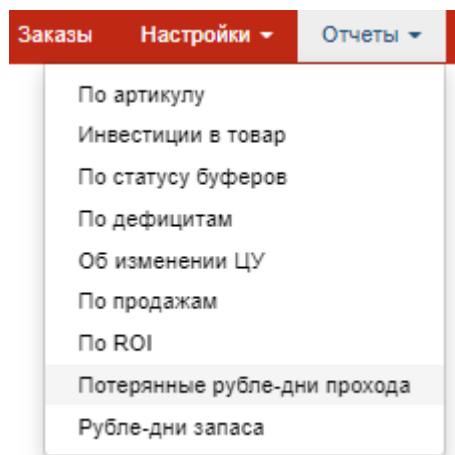 Заказы Настройки Отчеты
По артикулу
Инвестиции в товар
По статусу буферов
По дефицитам
Об изменении ЦУ
По продажам
По ROI
Потерянные рубле-дни прохода
Рубле-дни запаса